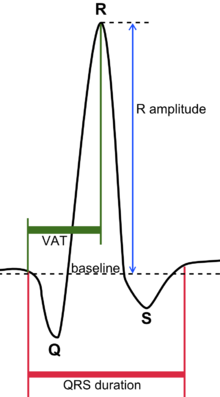 R
R amplitude
VAT
baseline
S
Q
QRS duration